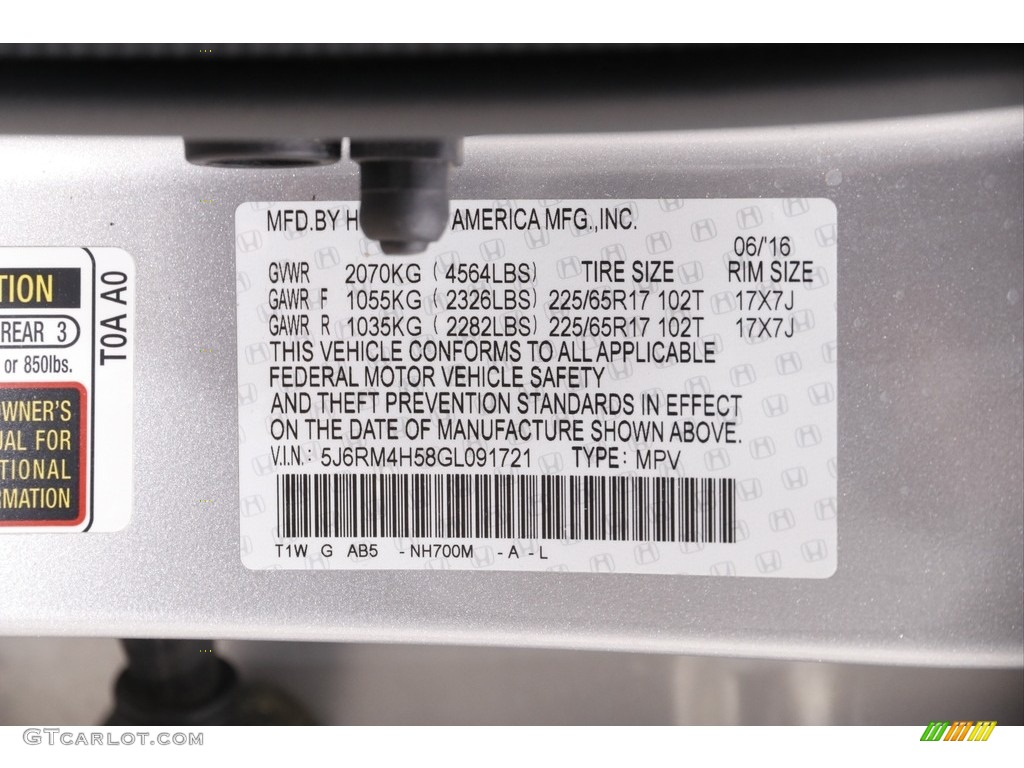 MFD.BY H AMERICA MFG.,INC.
06/'16
GVWR 2070KG ( 4564LBS) TIRE SIZE RIM SIZE
GAWR F 1055KG ( 2326LBS) 225/65R17 102T 17X7J
GAWR R 1035KG ( 2282LBS) 225/65R17 102T 17X7J
THIS VEHICLE CONFORMS TO ALL APPLICABLE
FEDERAL MOTOR VEHICLE SAFETY
AND THEFT PREVENTION STANDARDS IN EFFECT
ON THE DATE OF MANUFACTURE SHOWN ABOVE.
V.I.N.: 5J6RM4H58GL091721 TYPE: MPV
T1W G AB5 -NH700M -A-L
TION
REAR 3
or 850lbs.
OWNER'S
UAL FOR
TIONAL
RMATION
T0A A0
GTCARLOT.COM